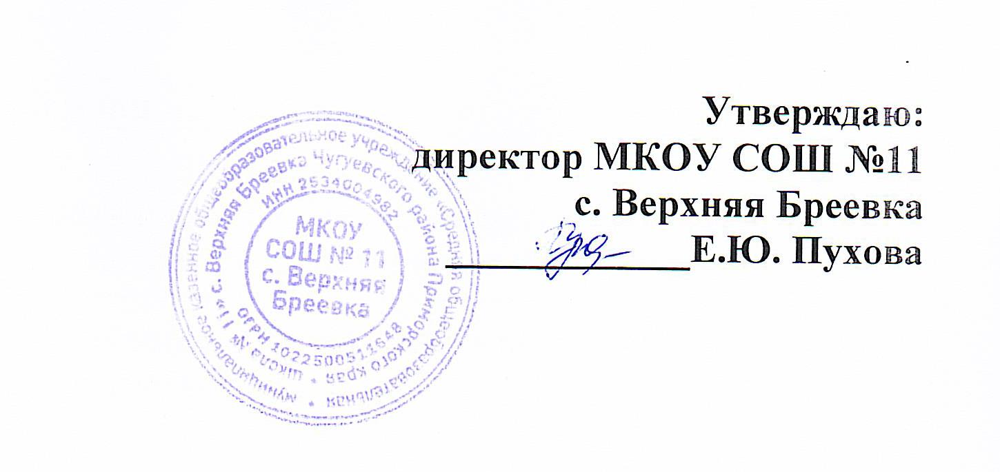 Утверждаю:
директор МКОУ СОШ №11
с. Верхняя Бреевка
Е.Ю. Пухова
муниципальное казенное общеобразовательное учреждение «Средняя общеобразовательная
школа № 11» с. Верхняя Бреевка Чугуевского района Приморского края
ИНН 2534004982
ОГРН 1022500511648
МКОУ
СОШ № 11
с. Верхняя
Бреевка